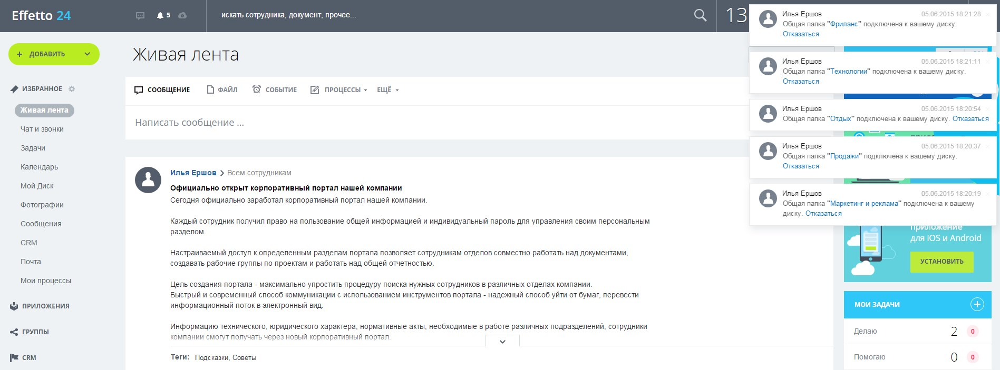 Effetto 24
5
искать сотрудника, документ, прочее...
13
ДОБАВИТЬ
ИЗБРАННОЕ
Живая лента
Чат и звонки
Задачи
Календарь
Мой Диск
Фотографии
Сообщения
CRM
Почта
Мои процессы
ПРИЛОЖЕНИЯ
ГРУППЫ
CRM
Живая лента
СООБЩЕНИЕ ФАЙЛ СОБЫТИЕ ПРОЦЕССЫ ЕЩЁ
Написать сообщение ...
Илья Ершов Всем сотрудникам
Официально открыт корпоративный портал нашей компании
Сегодня официально заработал корпоративный портал нашей компании.
Каждый сотрудник получил право на пользование общей информацией и индивидуальный пароль для управления своим персональным
разделом.
Настраиваемый доступ к определенным разделам портала позволяет сотрудникам отделов совместно работать над документами,
создавать рабочие группы по проектам и работать над общей отчетностью.
Цель создания портала - максимально упростить процедуру поиска нужных сотрудников в различных отделах компании.
Быстрый и современный способ коммуникации с использованием инструментов портала - надежный способ уйти от бумаг, перевести
информационный поток в электронный вид.
Информацию технического, юридического характера, нормативные акты, необходимые в работе различных подразделений, сотрудники
компании смогут получать через новый корпоративный портал.
Теги: Подсказки, Советы
Илья Ершов 05.06.2015 18:21:28
Общая папка "Фриланс" подключена к вашему диску.
Отказаться
Илья Ершов 05.06.2015 18:21:11
Общая папка "Технологии" подключена к вашему диску.
Отказаться
Илья Ершов 05.06.2015 18:20:54
Общая папка "Отдых" подключена к вашему диску. Отказаться
Илья Ершов 05.06.2015 18:20:37
Общая папка "Продажи" подключена к вашему диску.
Отказаться
Илья Ершов 05.06.2015 18:20:19
Общая папка "Маркетинг и реклама" подключена к вашему
диску. Отказаться
приложение
для iOS и Android
УСТАНОВИТЬ
МОИ ЗАДАЧИ
Делаю 2 0
Помогаю 0 0